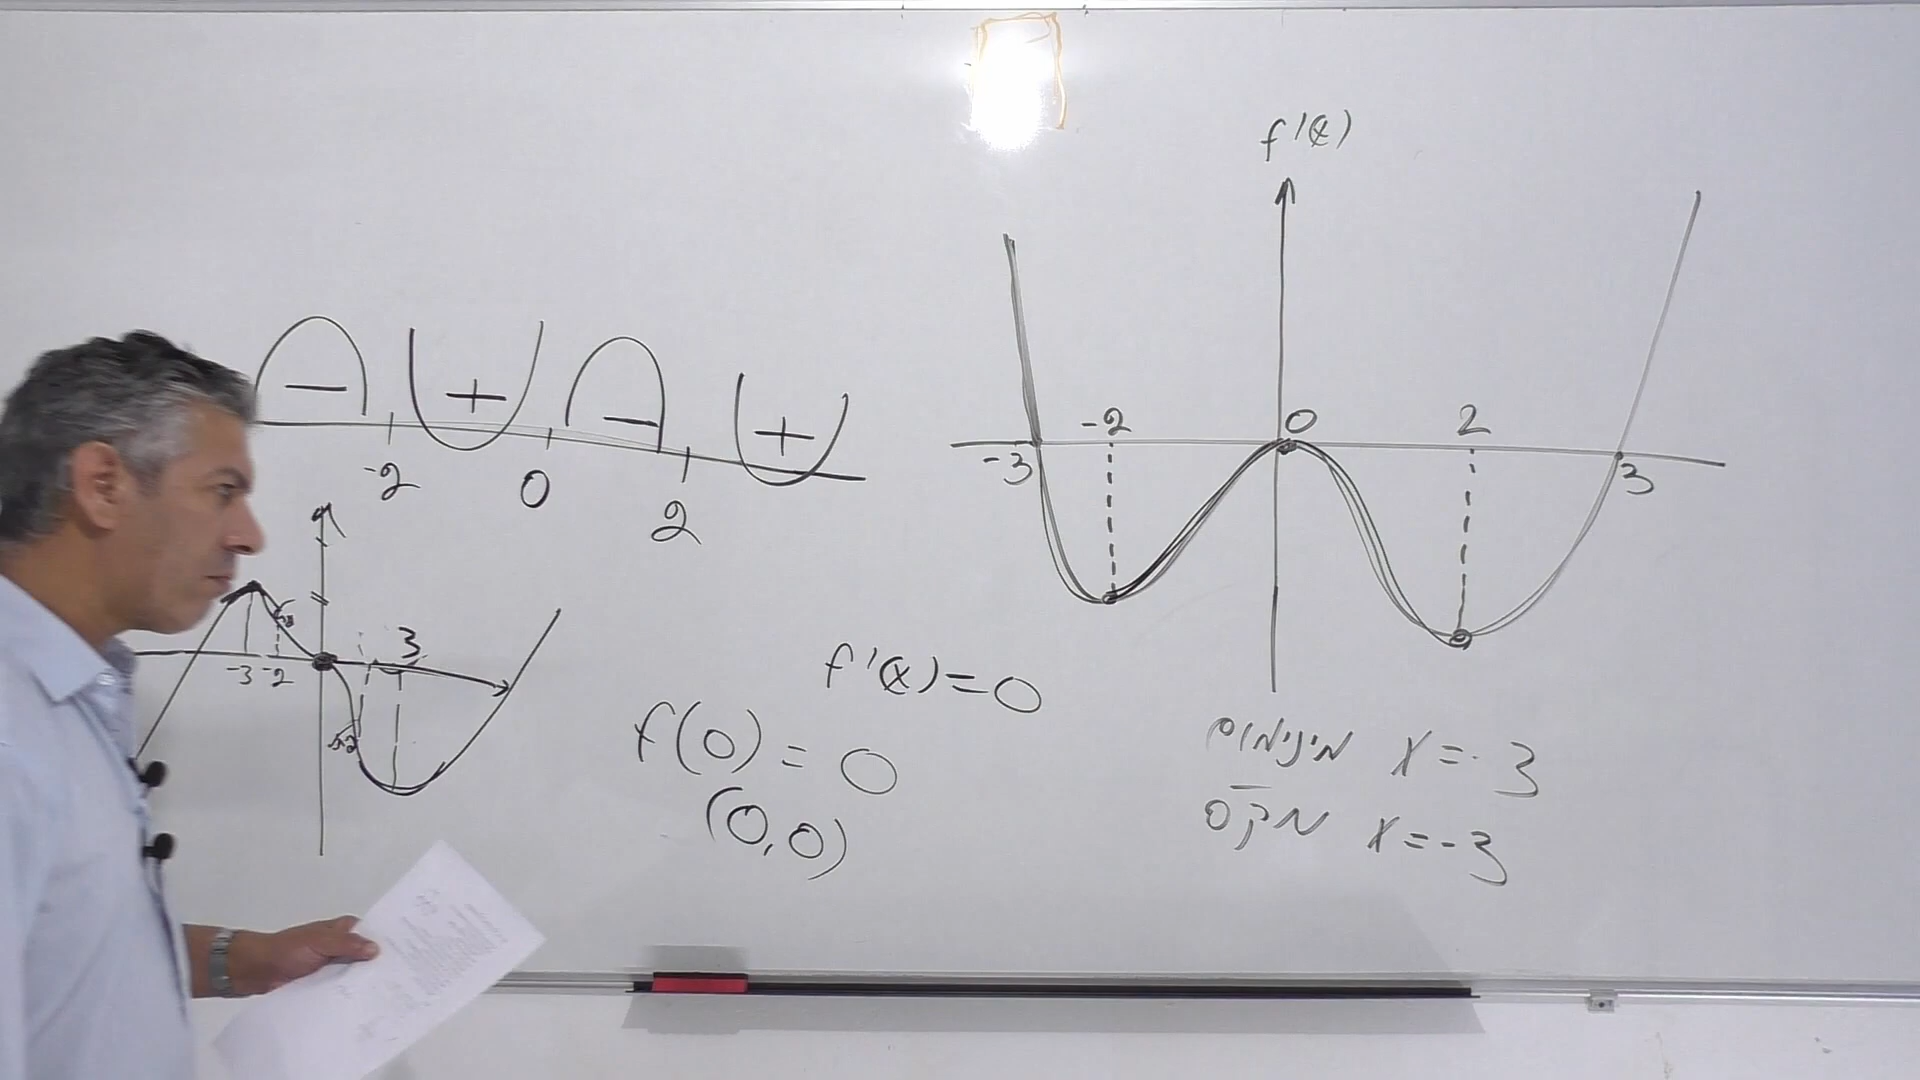 f'(x)
− + − +
-2 0 2
-3 -2 0 2 3
-3 -2 3
f'(x)=0
f(0)=0
(0,0)
מינימום x=3
מקס x=-3